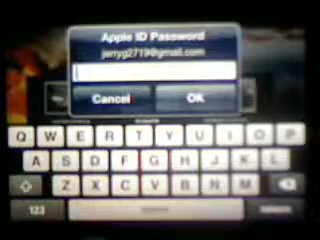 Apple ID Password
jerryg2719@gmail.com
Cancel OK
Q W E R T Y U I O P
A S D F G H J K L
Z X C V B N M
123